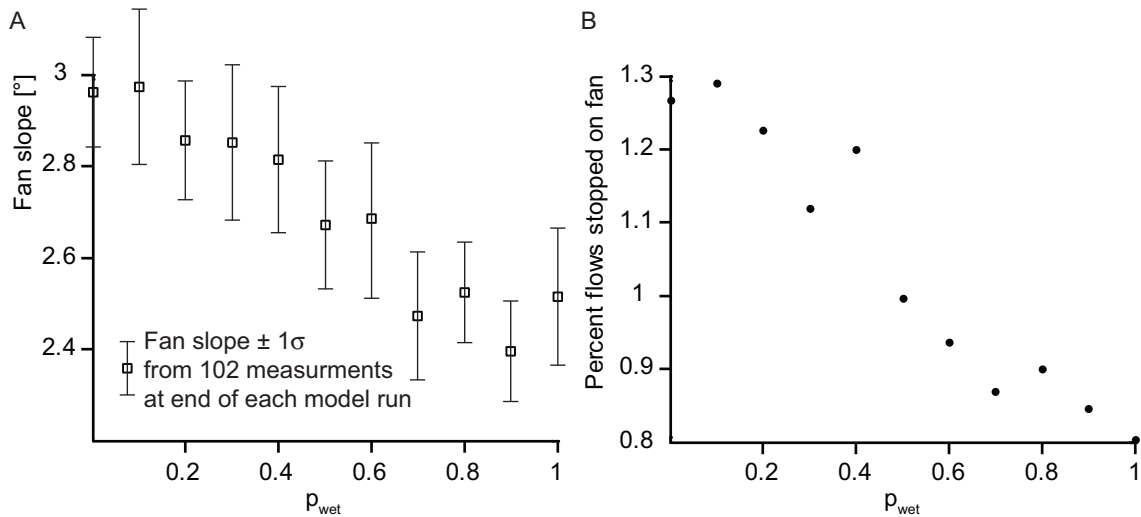 A
Fan slope [°]
3
2.8
2.6
2.4
Fan slope ± 1σ
from 102 measurments
at end of each model run
0.2 0.4 0.6 0.8 1
p_wet
B
Percent flows stopped on fan
1.3
1.2
1.1
1
0.9
0.8
0.2 0.4 0.6 0.8 1
p_wet